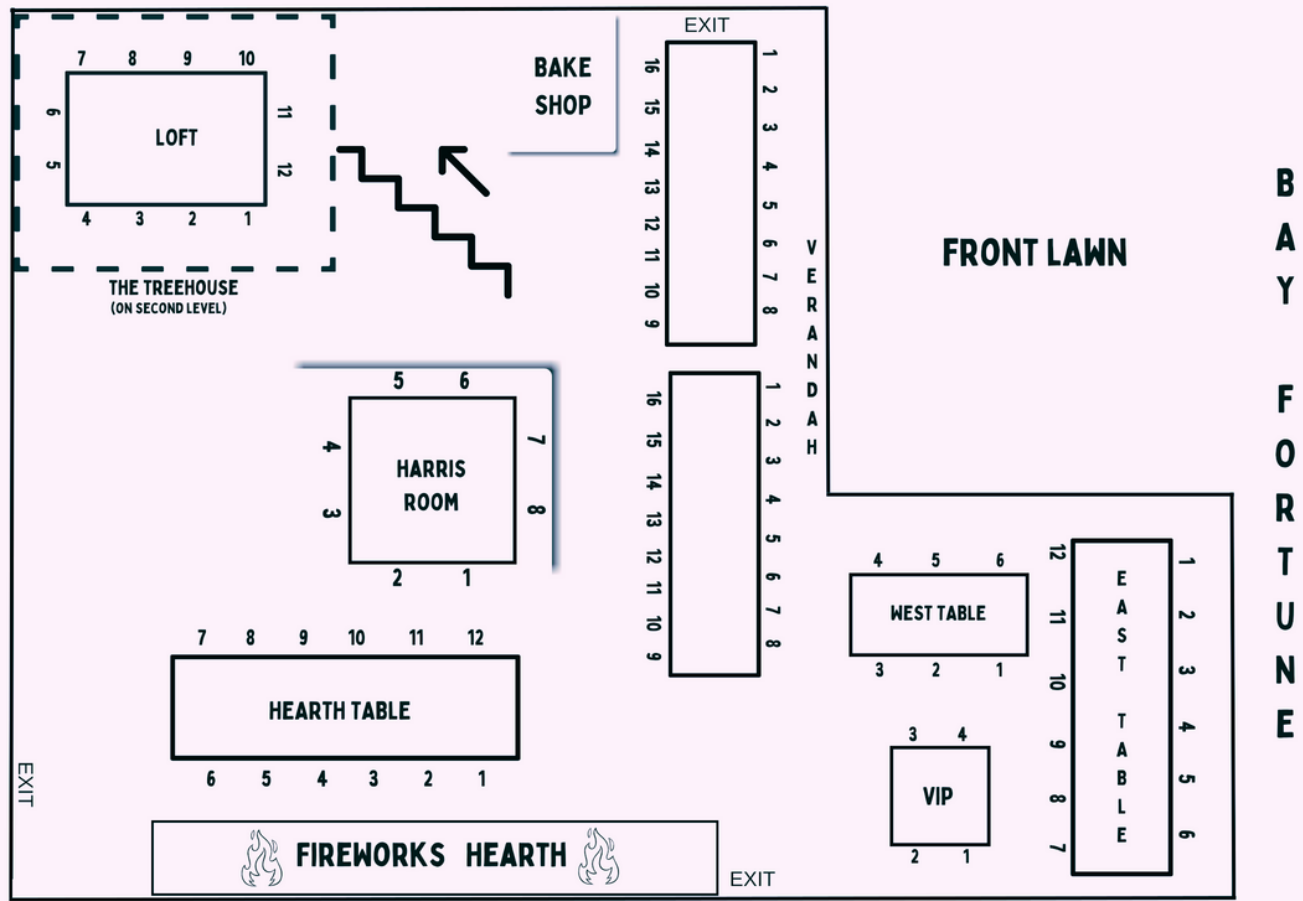 EXIT
BAKE
SHOP
7 8 9 10
6
5
LOFT
11
12
4 3 2 1
THE TREEHOUSE
(ON SECOND LEVEL)
16
15
14
13
12
11
10
9
1
2
3
4
5
6
7
8
VERANDAH
FRONT LAWN
BAY FORTUNE
5 6
4
3
HARRIS
ROOM
7
8
2 1
16
15
14
13
12
11
10
9
1
2
3
4
5
6
7
8
7 8 9 10 11 12
HEARTH TABLE
6 5 4 3 2 1
4 5 6
WEST TABLE
3 2 1
12
11
10
9
8
7
EAST TABLE
1
2
3
4
5
6
3 4
VIP
2 1
EXIT
FIREWORKS HEARTH
EXIT